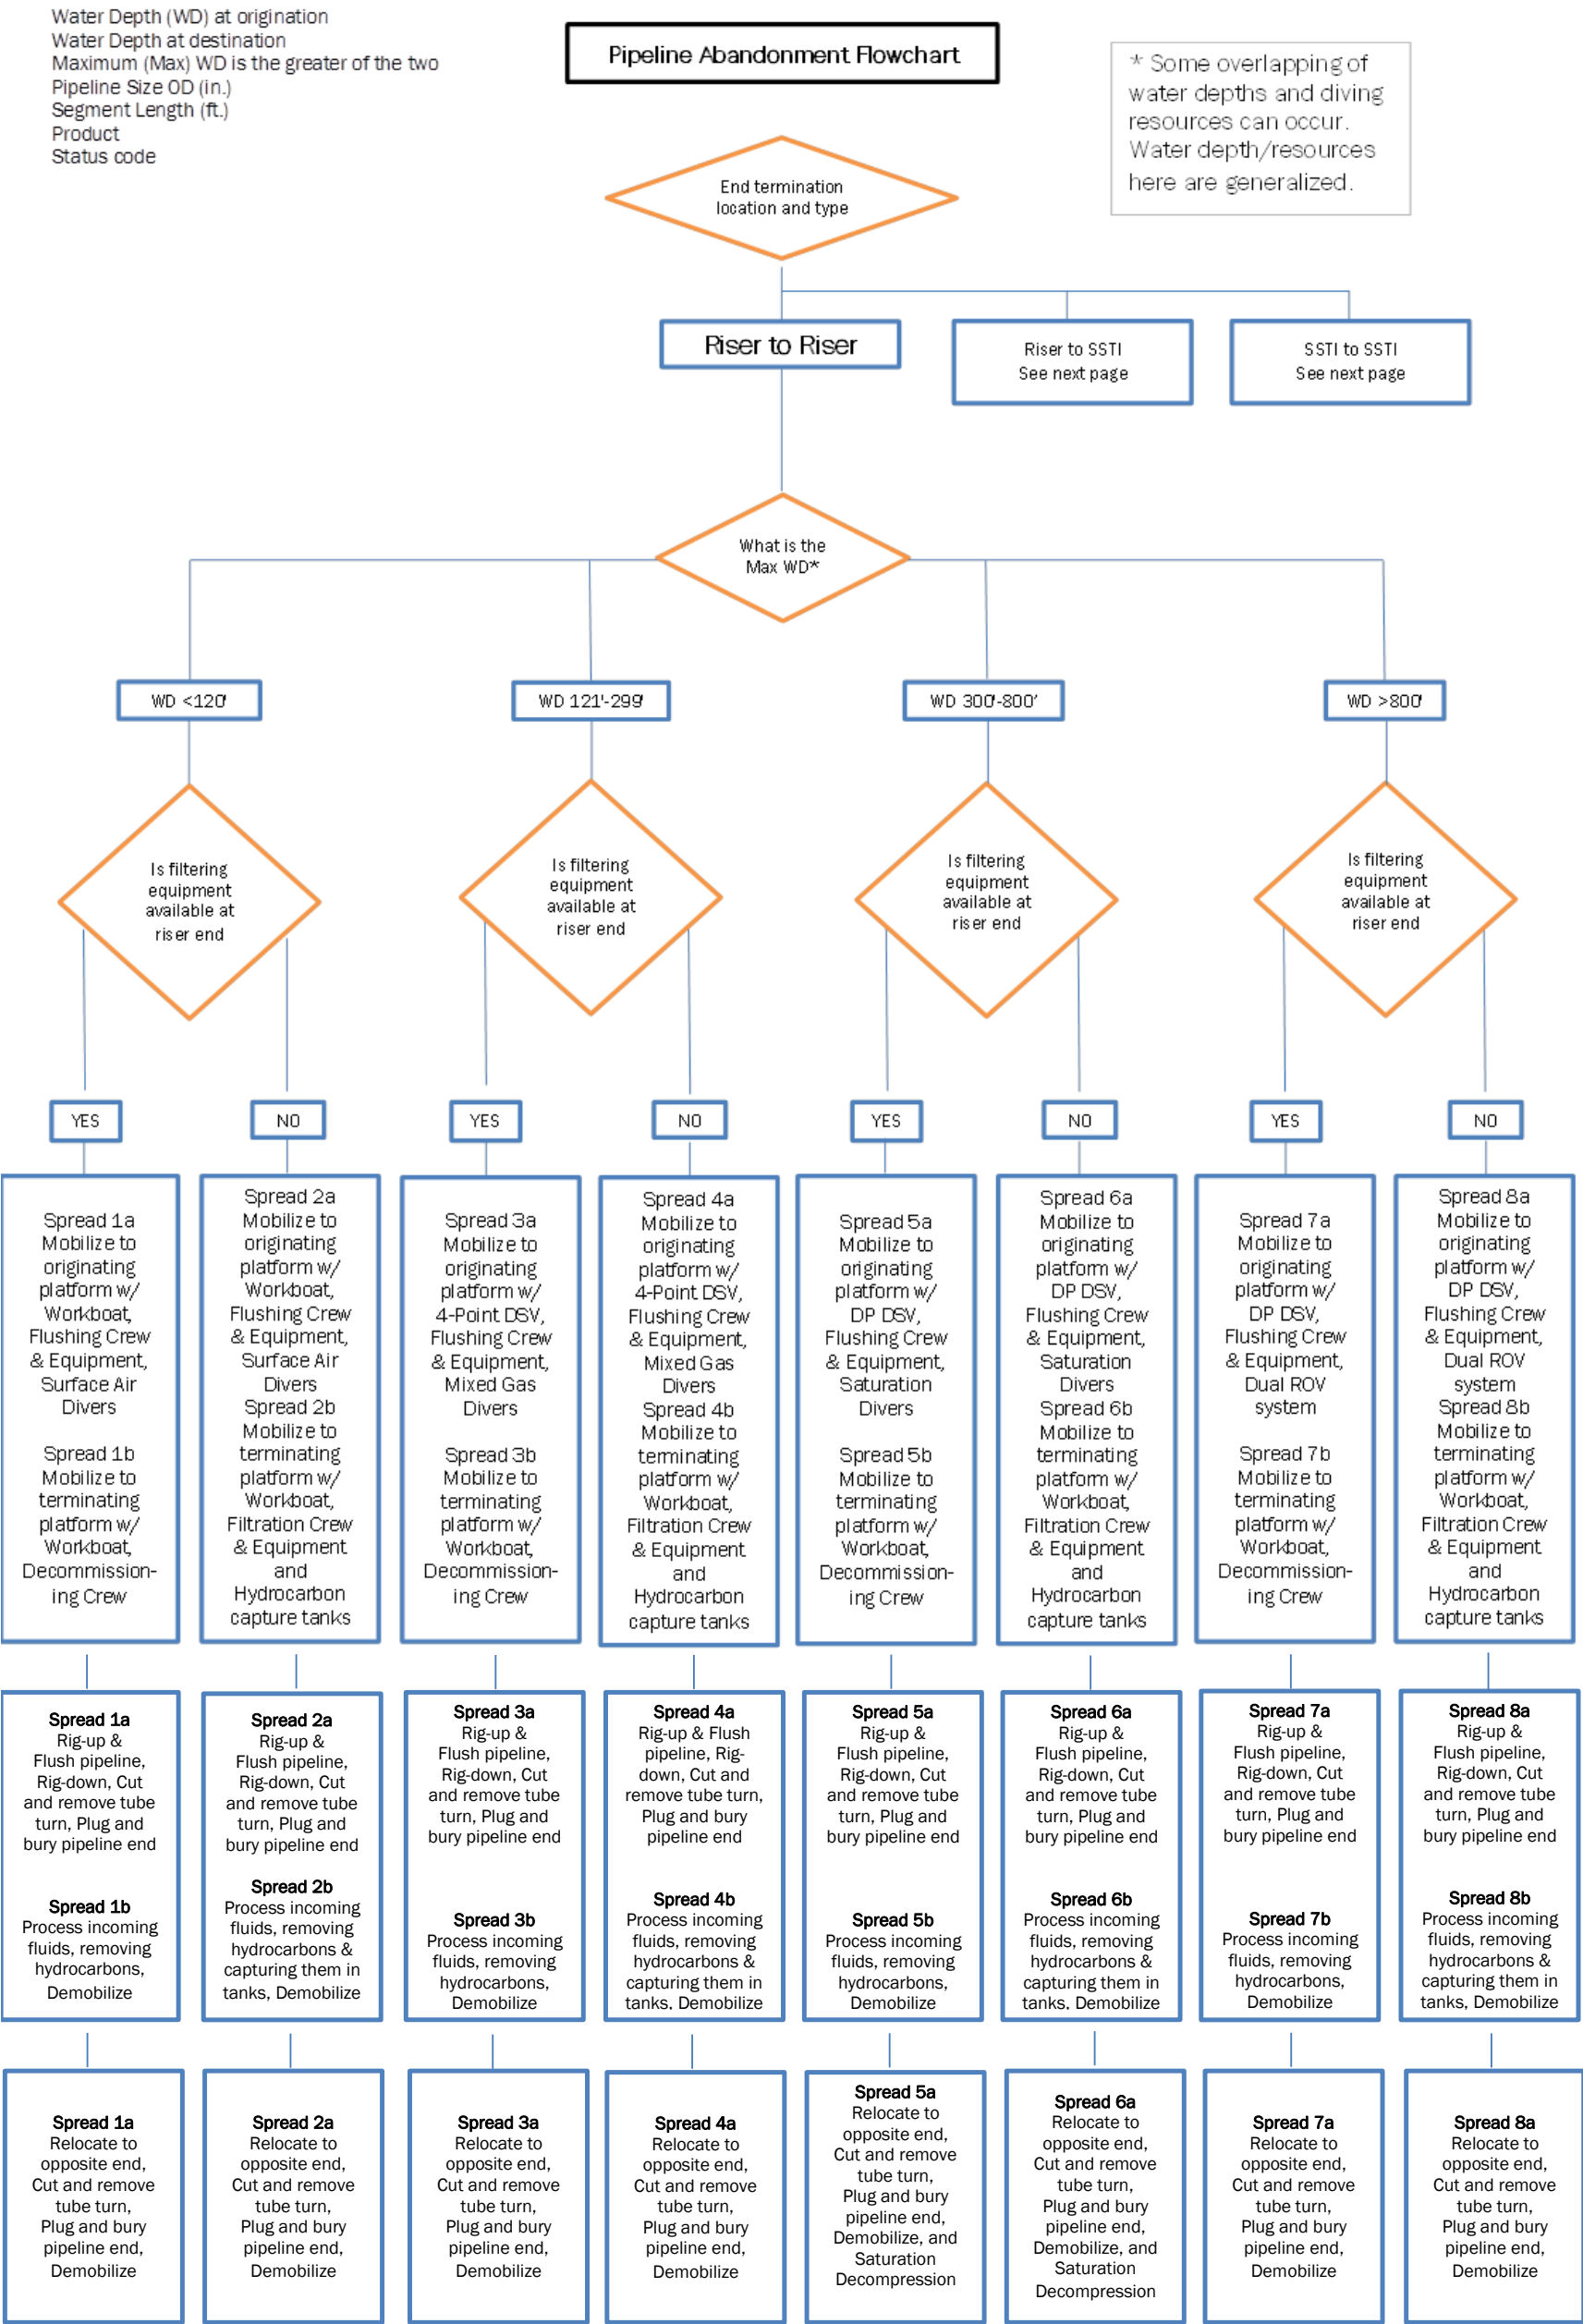 Water Depth (WD) at origination
Water Depth at destination
Maximum (Max) WD is the greater of the two
Pipeline Size OD (in.)
Segment Length (ft.)
Product
Status code
Pipeline Abandonment Flowchart
* Some overlapping of
water depths and diving
resources can occur.
Water depth/resources
here are generalized.
End termination
location and type
Riser to Riser
Riser to SSTI
See next page
SSTI to SSTI
See next page
What is the
Max WD*
WD <120'
WD 121'-299'
WD 300'-800'
WD >800'
Is filtering
equipment
available at
riser end
Is filtering
equipment
available at
riser end
Is filtering
equipment
available at
riser end
Is filtering
equipment
available at
riser end
YES
NO
YES
NO
YES
NO
YES
NO
Spread 1a
Mobilize to
originating
platform w/
Workboat,
Flushing Crew
& Equipment,
Surface Air
Divers
Spread 1b
Mobilize to
terminating
platform w/
Workboat,
Decommission-
ing Crew
Spread 2a
Mobilize to
originating
platform w/
Workboat,
Flushing Crew
& Equipment,
Surface Air
Divers
Spread 2b
Mobilize to
terminating
platform w/
Workboat,
Filtration Crew
& Equipment
and
Hydrocarbon
capture tanks
Spread 3a
Mobilize to
originating
platform w/
4-Point DSV,
Flushing Crew
& Equipment,
Mixed Gas
Divers
Spread 3b
Mobilize to
terminating
platform w/
Workboat,
Decommission-
ing Crew
Spread 4a
Mobilize to
originating
platform w/
4-Point DSV,
Flushing Crew
& Equipment,
Mixed Gas
Divers
Spread 4b
Mobilize to
terminating
platform w/
Workboat,
Filtration Crew
& Equipment
and
Hydrocarbon
capture tanks
Spread 5a
Mobilize to
originating
platform w/
DP DSV,
Flushing Crew
& Equipment,
Saturation
Divers
Spread 5b
Mobilize to
terminating
platform w/
Workboat,
Decommission-
ing Crew
Spread 6a
Mobilize to
originating
platform w/
DP DSV,
Flushing Crew
& Equipment,
Saturation
Divers
Spread 6b
Mobilize to
terminating
platform w/
Workboat,
Filtration Crew
& Equipment
and
Hydrocarbon
capture tanks
Spread 7a
Mobilize to
originating
platform w/
DP DSV,
Flushing Crew
& Equipment,
Dual ROV
system
Spread 7b
Mobilize to
terminating
platform w/
Workboat,
Decommission-
ing Crew
Spread 8a
Mobilize to
originating
platform w/
DP DSV,
Flushing Crew
& Equipment,
Dual ROV
system
Spread 8b
Mobilize to
terminating
platform w/
Workboat,
Filtration Crew
& Equipment
and
Hydrocarbon
capture tanks
Spread 1a
Rig-up &
Flush pipeline,
Rig-down, Cut
and remove tube
turn, Plug and
bury pipeline end
Spread 1b
Process incoming
fluids, removing
hydrocarbons,
Demobilize
Spread 2a
Rig-up &
Flush pipeline,
Rig-down, Cut
and remove tube
turn, Plug and
bury pipeline end
Spread 2b
Process incoming
fluids, removing
hydrocarbons &
capturing them in
tanks, Demobilize
Spread 3a
Rig-up &
Flush pipeline,
Rig-down, Cut
and remove tube
turn, Plug and
bury pipeline end
Spread 3b
Process incoming
fluids, removing
hydrocarbons,
Demobilize
Spread 4a
Rig-up & Flush
pipeline, Rig-
down, Cut and
remove tube turn,
Plug and bury
pipeline end
Spread 4b
Process incoming
fluids, removing
hydrocarbons &
capturing them in
tanks, Demobilize
Spread 5a
Rig-up &
Flush pipeline,
Rig-down, Cut
and remove tube
turn, Plug and
bury pipeline end
Spread 5b
Process incoming
fluids, removing
hydrocarbons,
Demobilize
Spread 6a
Rig-up &
Flush pipeline,
Rig-down, Cut
and remove tube
turn, Plug and
bury pipeline end
Spread 6b
Process incoming
fluids, removing
hydrocarbons &
capturing them in
tanks, Demobilize
Spread 7a
Rig-up &
Flush pipeline,
Rig-down, Cut
and remove tube
turn, Plug and
bury pipeline end
Spread 7b
Process incoming
fluids, removing
hydrocarbons,
Demobilize
Spread 8a
Rig-up &
Flush pipeline,
Rig-down, Cut
and remove tube
turn, Plug and
bury pipeline end
Spread 8b
Process incoming
fluids, removing
hydrocarbons &
capturing them in
tanks, Demobilize
Spread 1a
Relocate to
opposite end,
Cut and remove
tube turn,
Plug and bury
pipeline end,
Demobilize
Spread 2a
Relocate to
opposite end,
Cut and remove
tube turn,
Plug and bury
pipeline end,
Demobilize
Spread 3a
Relocate to
opposite end,
Cut and remove
tube turn,
Plug and bury
pipeline end,
Demobilize
Spread 4a
Relocate to
opposite end,
Cut and remove
tube turn,
Plug and bury
pipeline end,
Demobilize
Spread 5a
Relocate to
opposite end,
Cut and remove
tube turn,
Plug and bury
pipeline end,
Demobilize, and
Saturation
Decompression
Spread 6a
Relocate to
opposite end,
Cut and remove
tube turn,
Plug and bury
pipeline end,
Demobilize, and
Saturation
Decompression
Spread 7a
Relocate to
opposite end,
Cut and remove
tube turn,
Plug and bury
pipeline end,
Demobilize
Spread 8a
Relocate to
opposite end,
Cut and remove
tube turn,
Plug and bury
pipeline end,
Demobilize